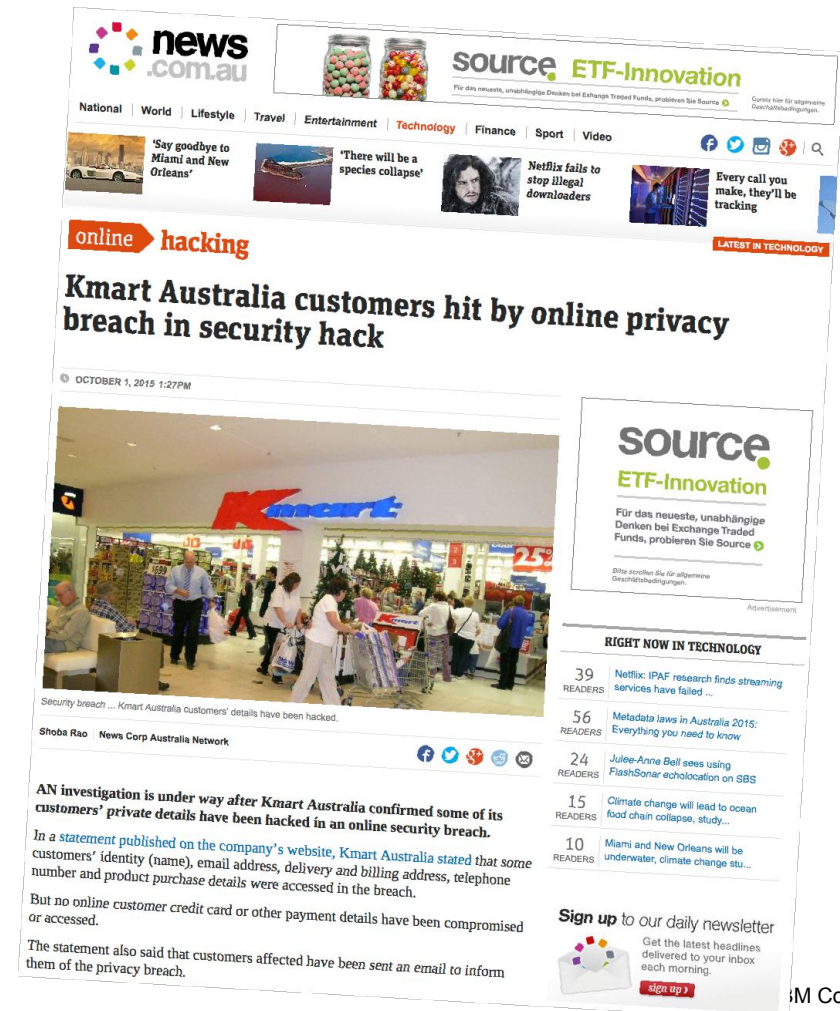 news
.com.au
source ETF-Innovation
Für das neueste, unabhängige Denken bei Exhange Traded Funds, probieren Sie Source
National World Lifestyle Travel Entertainment Technology Finance Sport Video
'Say goodbye to
Miami and New
Orleans'
'There will be a
species collapse'
Netflix fails to
stop illegal
downloaders
Every call you
make, they'll be
tracking
online hacking
LATEST IN TECHNOLOGY
Kmart Australia customers hit by online privacy
breach in security hack
OCTOBER 1, 2015 1:27PM
Kmart
25%
Security breach ... Kmart Australia customers' details have been hacked.
Shoba Rao News Corp Australia Network
AN investigation is under way after Kmart Australia confirmed some of its
customers' private details have been hacked in an online security breach.
In a statement published on the company's website, Kmart Australia stated that some
customers' identity (name), email address, delivery and billing address, telephone
number and product purchase details were accessed in the breach.
But no online customer credit card or other payment details have been compromised
or accessed.
The statement also said that customers affected have been sent an email to inform
them of the privacy breach.
source
ETF-Innovation
Für das neueste, unabhängige
Denken bei Exchange Traded
Funds, probieren Sie Source
Bitte scrollen Sie für allgemeine
Geschäftsbedingungen.
Advertisement
RIGHT NOW IN TECHNOLOGY
39 READERS Netflix: IPAF research finds streaming
services have failed ...
56 READERS Metadata laws in Australia 2015:
Everything you need to know
24 READERS Julee-Anne Bell sees using
FlashSonar echolocation on SBS
15 READERS Climate change will lead to ocean
food chain collapse, study...
10 READERS Miami and New Orleans will be
underwater, climate change stu...
Sign up to our daily newsletter
Get the latest headlines
delivered to your inbox
each morning.
sign up
BM Co